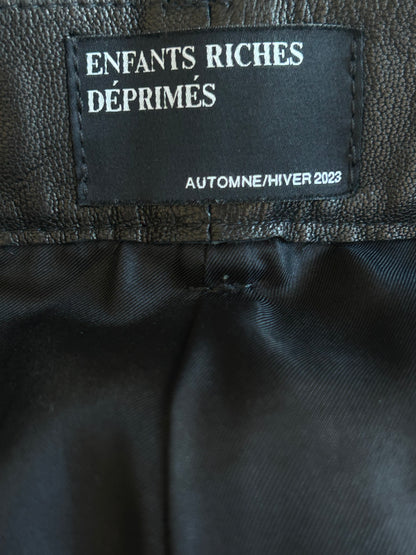 ENFANTS RICHES
DÉPRIMÉS
AUTOMNE/HIVER 2023